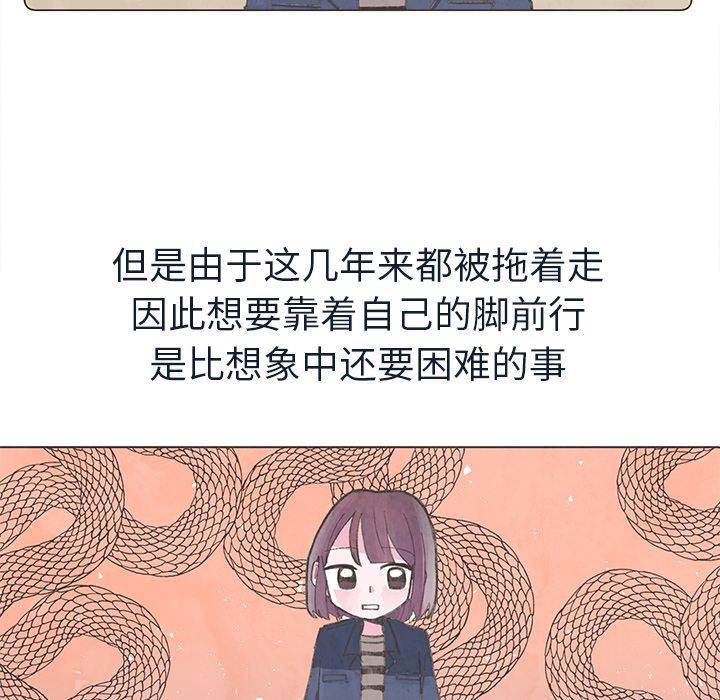 但是由于这几年来都被拖着走
因此想要靠着自己的脚前行
是比想象中还要困难的事